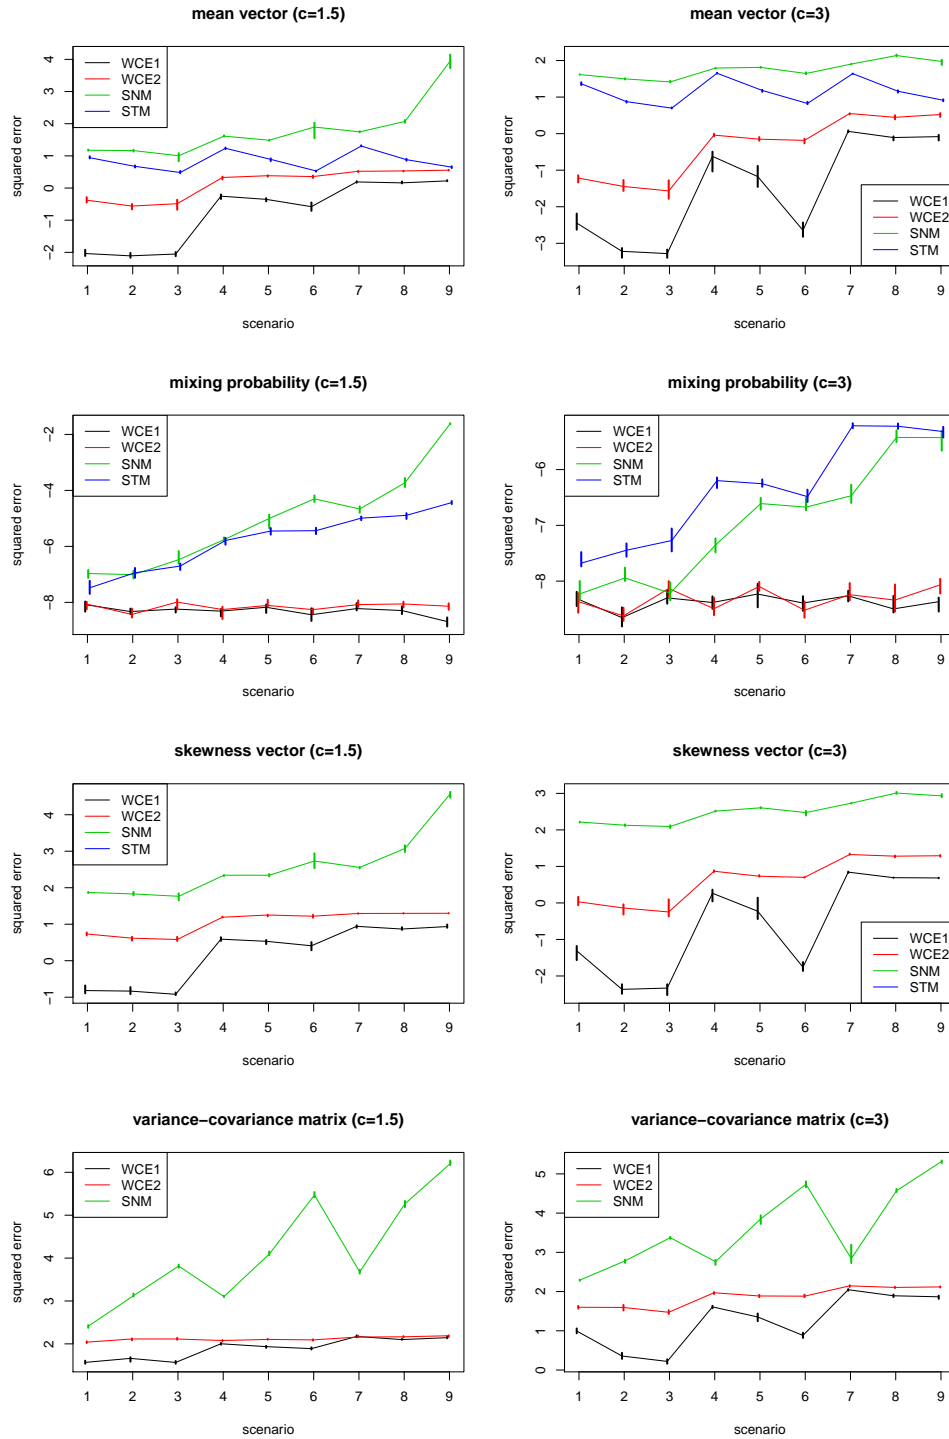 mean vector (c=1.5)
squared error
4
3
2
1
0
−1
−2
WCE1
WCE2
SNM
STM
1 2 3 4 5 6 7 8 9
scenario
mean vector (c=3)
squared error
2
1
0
−1
−2
−3
WCE1
WCE2
SNM
STM
1 2 3 4 5 6 7 8 9
scenario
mixing probability (c=1.5)
squared error
−2
−4
−6
−8
WCE1
WCE2
SNM
STM
1 2 3 4 5 6 7 8 9
scenario
mixing probability (c=3)
squared error
−6
−7
−8
WCE1
WCE2
SNM
STM
1 2 3 4 5 6 7 8 9
scenario
skewness vector (c=1.5)
squared error
4
3
2
1
0
−1
WCE1
WCE2
SNM
STM
1 2 3 4 5 6 7 8 9
scenario
skewness vector (c=3)
squared error
3
2
1
0
−1
−2
WCE1
WCE2
SNM
STM
1 2 3 4 5 6 7 8 9
scenario
variance−covariance matrix (c=1.5)
squared error
6
5
4
3
2
WCE1
WCE2
SNM
1 2 3 4 5 6 7 8 9
scenario
variance−covariance matrix (c=3)
squared error
5
4
3
2
1
0
WCE1
WCE2
SNM
1 2 3 4 5 6 7 8 9
scenario